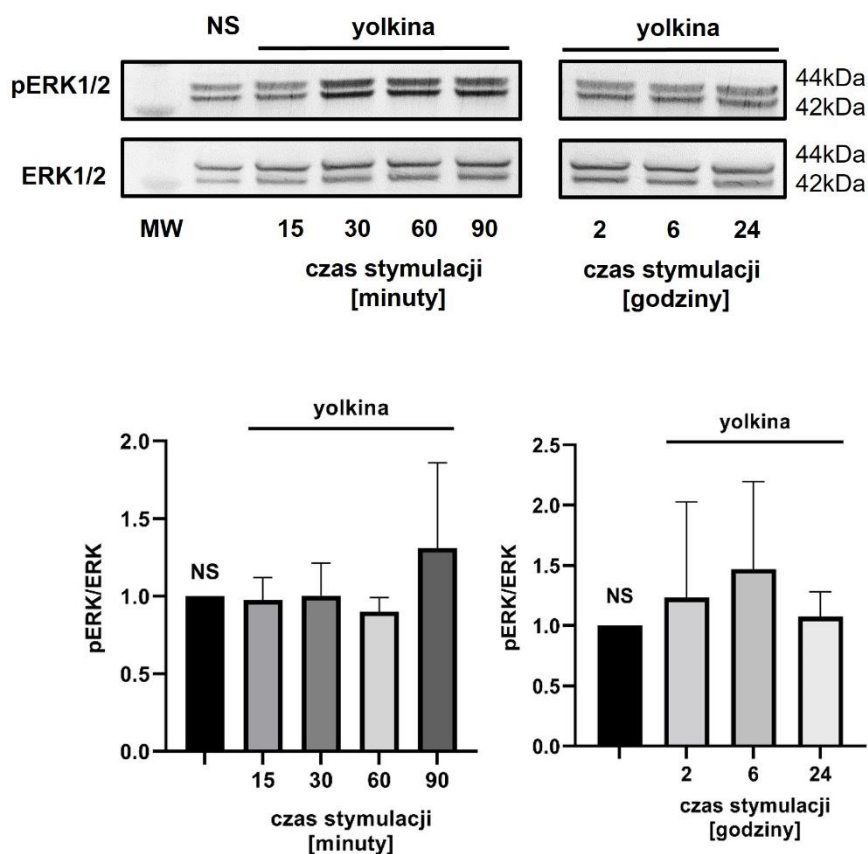 NS yolkina yolkina
pERK1/2 44kDa
42kDa
ERK1/2 44kDa
42kDa
MW 15 30 60 90 2 6 24
czas stymulacji
[minuty]
czas stymulacji
[godziny]
yolkina
pERK/ERK
2.0
1.5
1.0
0.5
0.0
NS
15 30 60 90
czas stymulacji
[minuty]
yolkina
pERK/ERK
2.5
2.0
1.5
1.0
0.5
0.0
NS
2 6 24
czas stymulacji
[godziny]